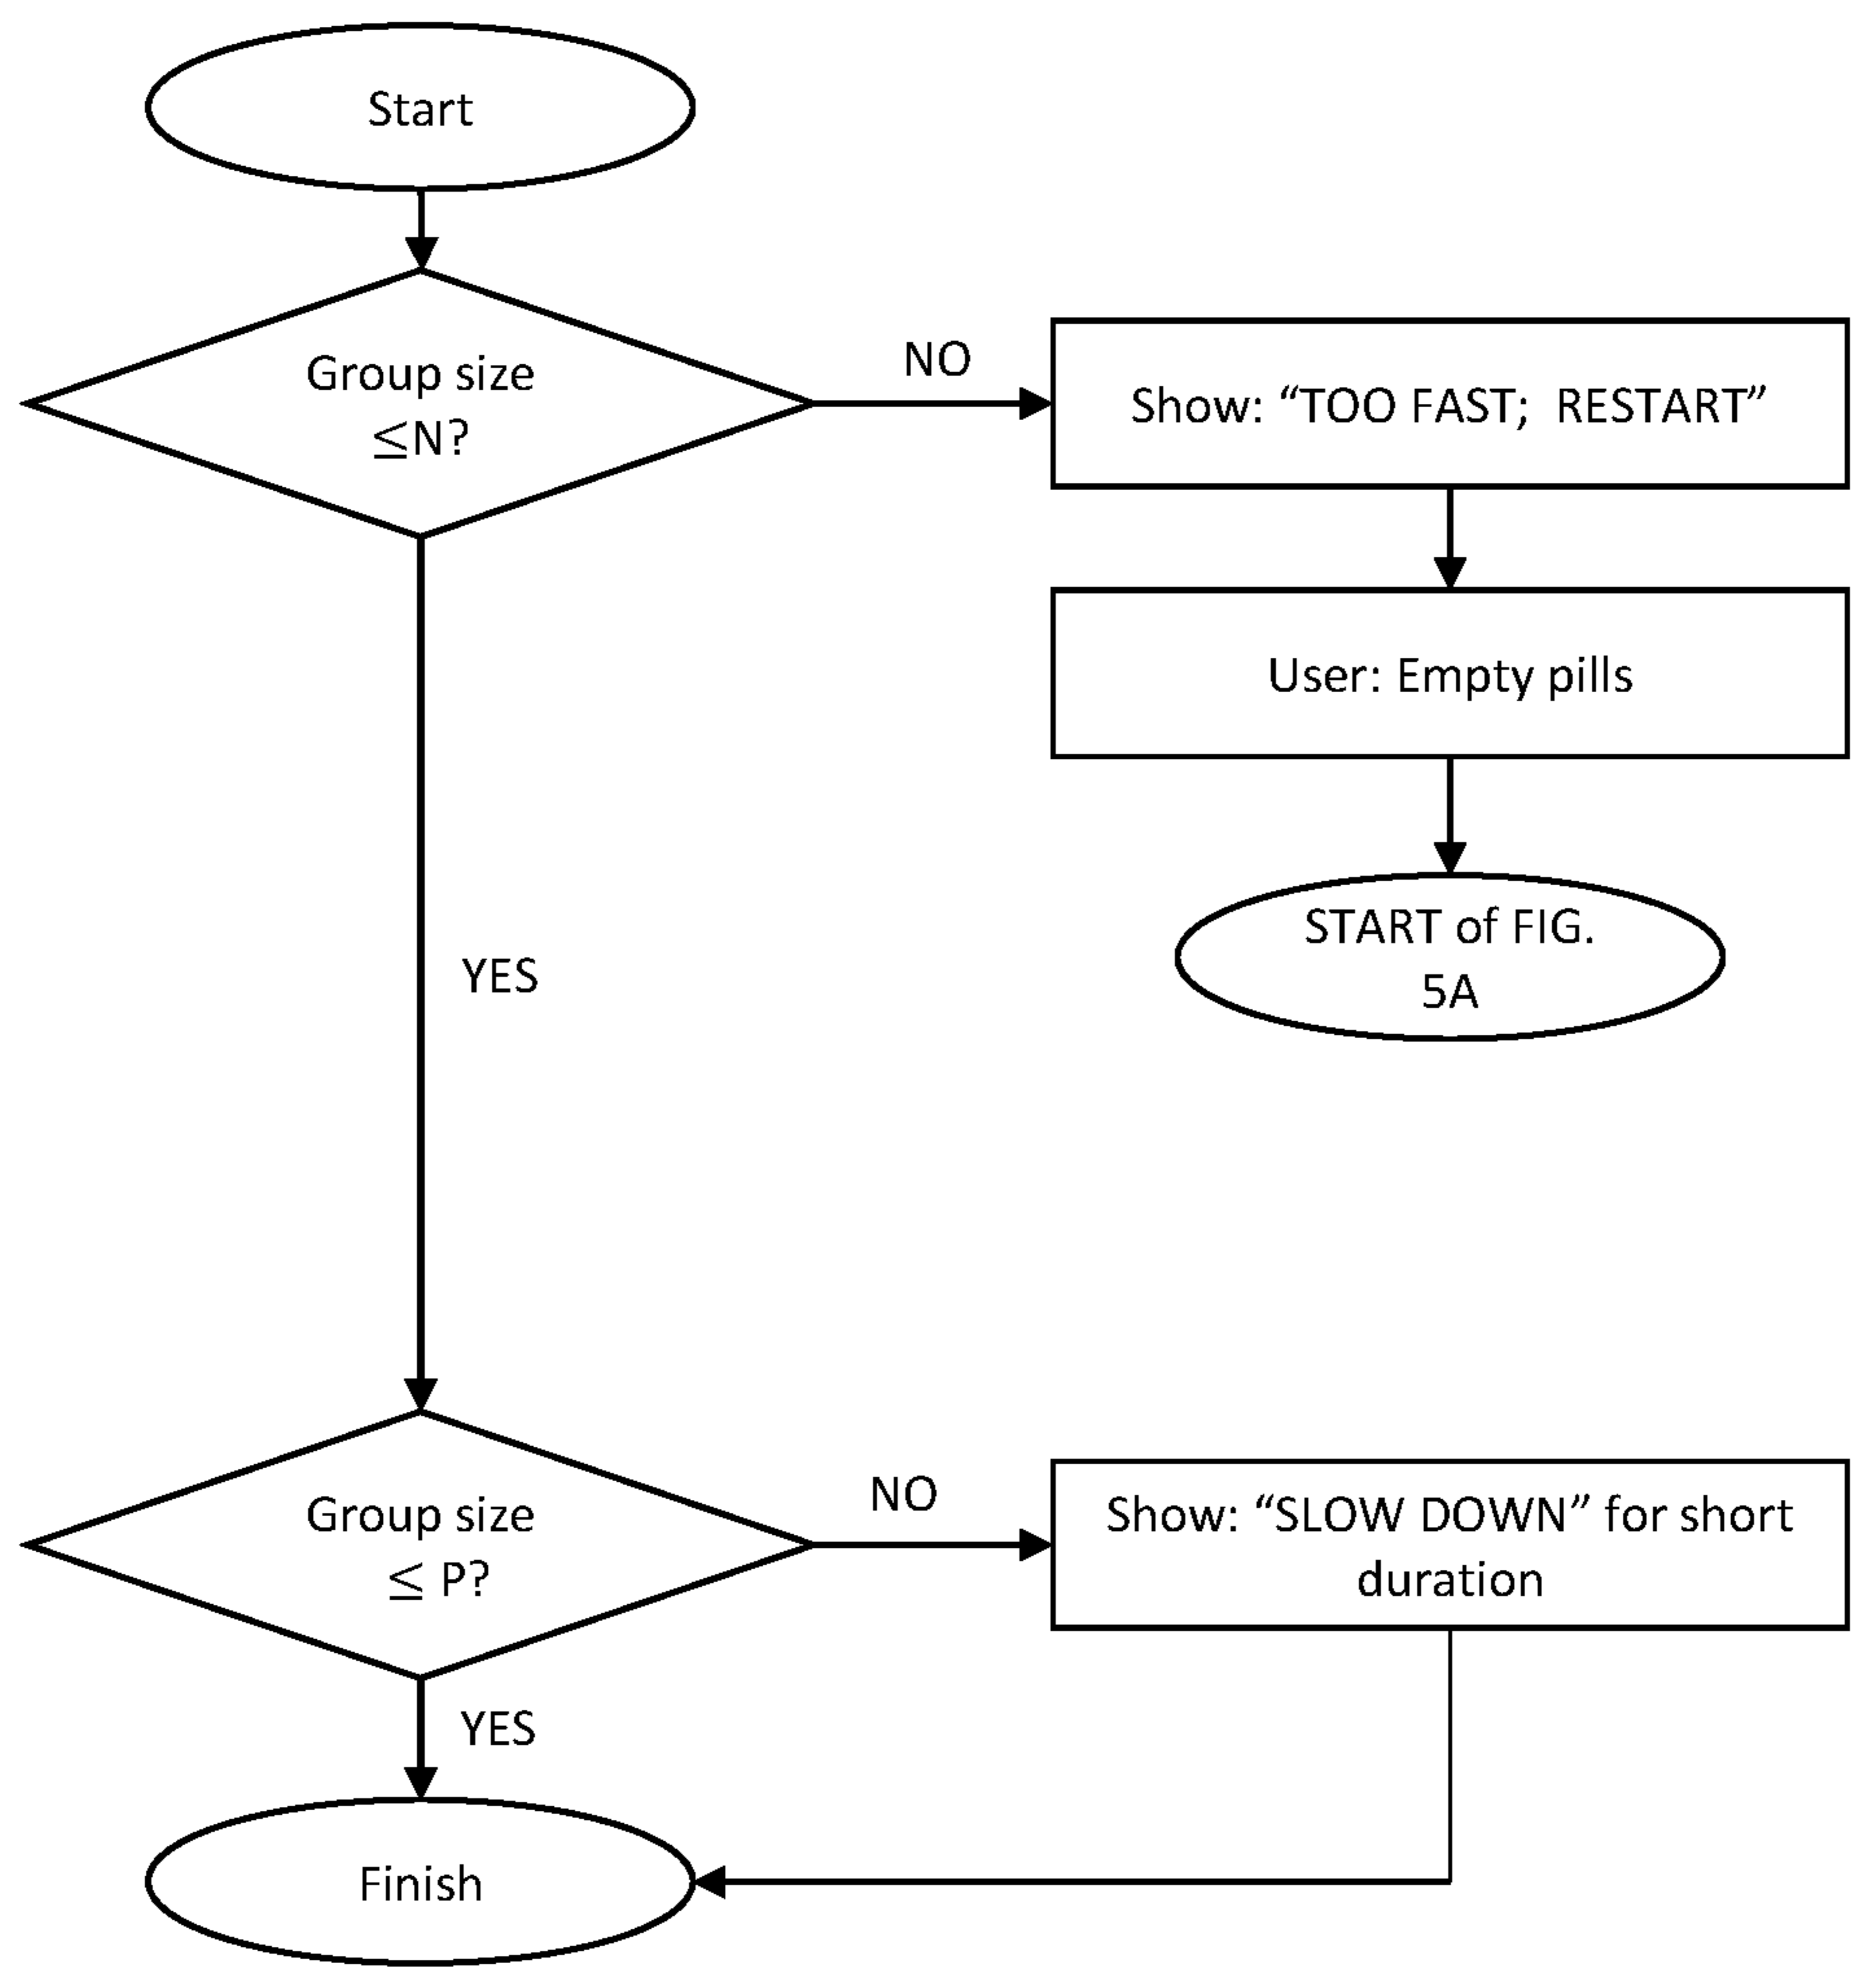 Start
Group size
≤N?
NO
Show: “TOO FAST;  RESTART”
User: Empty pills
START of FIG.
5A
YES
Group size
≤ P?
NO
Show: “SLOW DOWN” for short
duration
YES
Finish